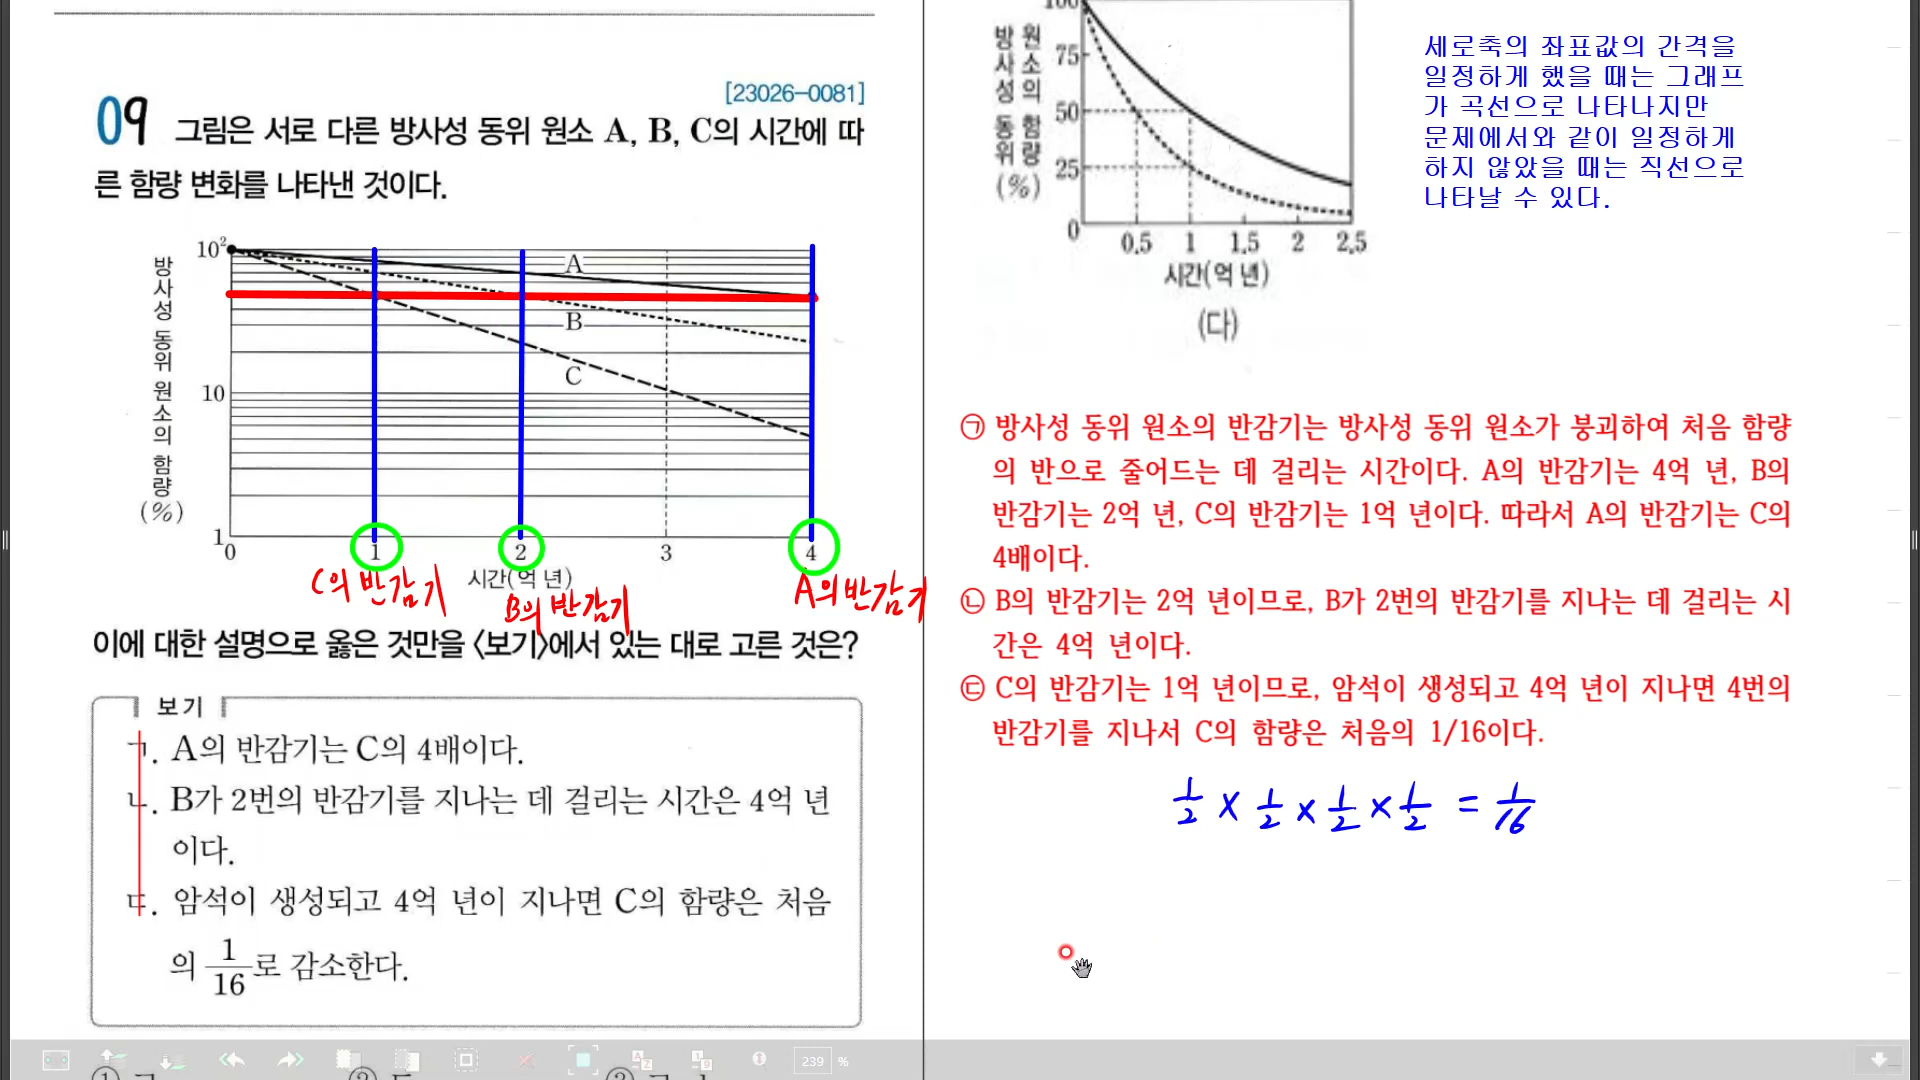 [23026-0081]
09 그림은 서로 다른 방사성 동위 원소 A, B, C의 시간에 따
른 함량 변화를 나타낸 것이다.
방사성 동위 원소의 함량(%)
10²
10
1
A
B
C
0 1 2 3 4
시간(억 년)
C의 반감기
B의 반감기
A의 반감기
이에 대한 설명으로 옳은 것만을 〈보기〉에서 있는 대로 고른 것은?
보기
ㄱ. A의 반감기는 C의 4배이다.
ㄴ. B가 2번의 반감기를 지나는 데 걸리는 시간은 4억 년
이다.
ㄷ. 암석이 생성되고 4억 년이 지나면 C의 함량은 처음
의 1/16로 감소한다.
방사성 동위 원소의 함량(%)
100
75
50
25
0
0.5 1 1.5 2 2.5
시간(억 년)
(다)
세로축의 좌표값의 간격을
일정하게 했을 때는 그래프
가 곡선으로 나타나지만
문제에서와 같이 일정하게
하지 않았을 때는 직선으로
나타날 수 있다.
㉠ 방사성 동위 원소의 반감기는 방사성 동위 원소가 붕괴하여 처음 함량
의 반으로 줄어드는 데 걸리는 시간이다. A의 반감기는 4억 년, B의
반감기는 2억 년, C의 반감기는 1억 년이다. 따라서 A의 반감기는 C의
4배이다.
㉡ B의 반감기는 2억 년이므로, B가 2번의 반감기를 지나는 데 걸리는 시
간은 4억 년이다.
㉢ C의 반감기는 1억 년이므로, 암석이 생성되고 4억 년이 지나면 4번의
반감기를 지나서 C의 함량은 처음의 1/16이다.
1/2 × 1/2 × 1/2 × 1/2 = 1/16
239 %